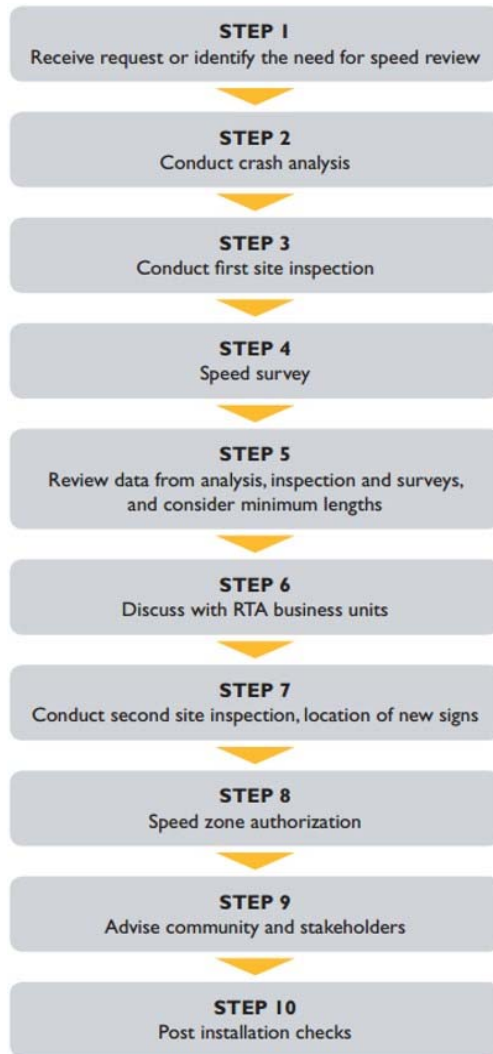 STEP 1
Receive request or identify the need for speed review
STEP 2
Conduct crash analysis
STEP 3
Conduct first site inspection
STEP 4
Speed survey
STEP 5
Review data from analysis, inspection and surveys,
and consider minimum lengths
STEP 6
Discuss with RTA business units
STEP 7
Conduct second site inspection, location of new signs
STEP 8
Speed zone authorization
STEP 9
Advise community and stakeholders
STEP 10
Post installation checks